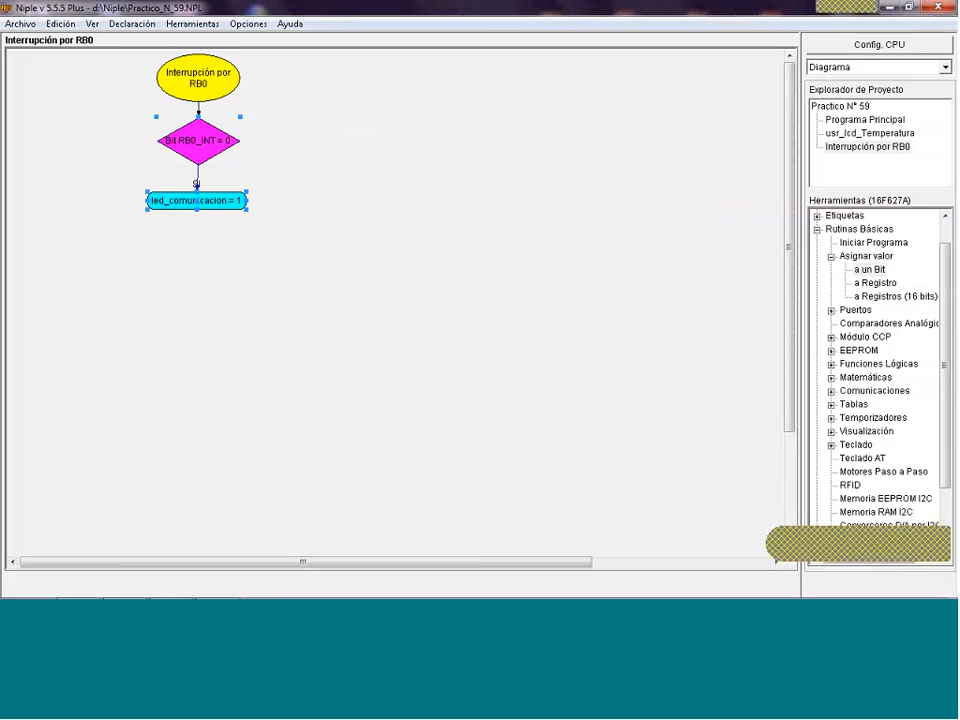 Niple v 5.5.5 Plus - d:\Niple\Practico_N_59.NPL
Archivo Edición Ver Declaración Herramientas Opciones Ayuda
Interrupción por RB0
Interrupción por
RB0
Bit RB0_INT = 0
SI
led_comunicacion = 1
Config. CPU
Diagrama
Explorador de Proyecto
Practico N° 59
Programa Principal
usr_lcd_Temperatura
Interrupción por RB0
Herramientas (16F627A)
Etiquetas
Rutinas Básicas
Iniciar Programa
Asignar valor
a un Bit
a Registro
a Registros (16 bits)
Puertos
Comparadores Analógic
Módulo CCP
EEPROM
Funciones Lógicas
Matemáticas
Comunicaciones
Tablas
Temporizadores
Visualización
Teclado
Teclado AT
Motores Paso a Paso
RFID
Memoria EEPROM I2C
Memoria RAM I2C